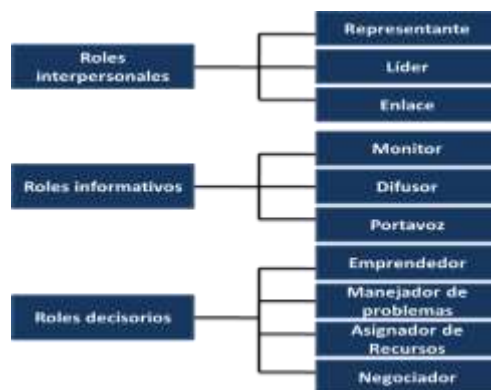 Roles
interpersonales
Representante
Líder
Enlace
Roles informativos
Monitor
Difusor
Portavoz
Roles decisorios
Emprendedor
Manejador de
problemas
Asignador de
Recursos
Negociador